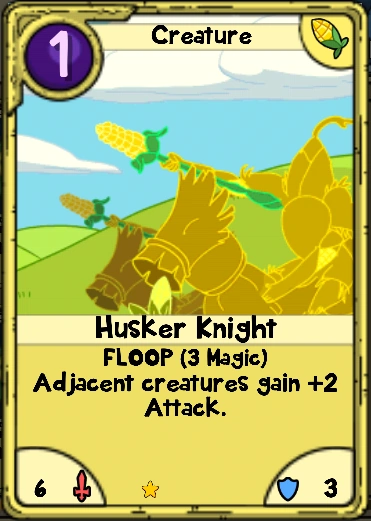 1
Creature
Husker Knight
FLOOP (3 Magic)
Adjacent creatures gain +2
Attack.
6
3